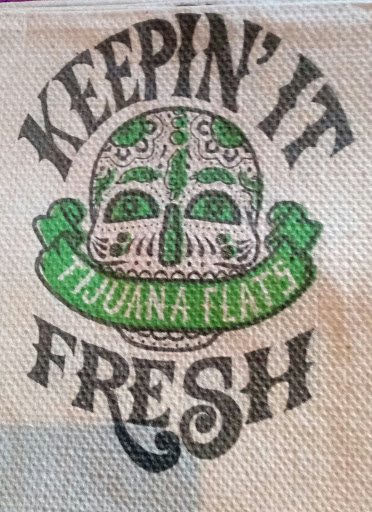 KEEPIN' IT
TIJUANA FLATS
FRESH